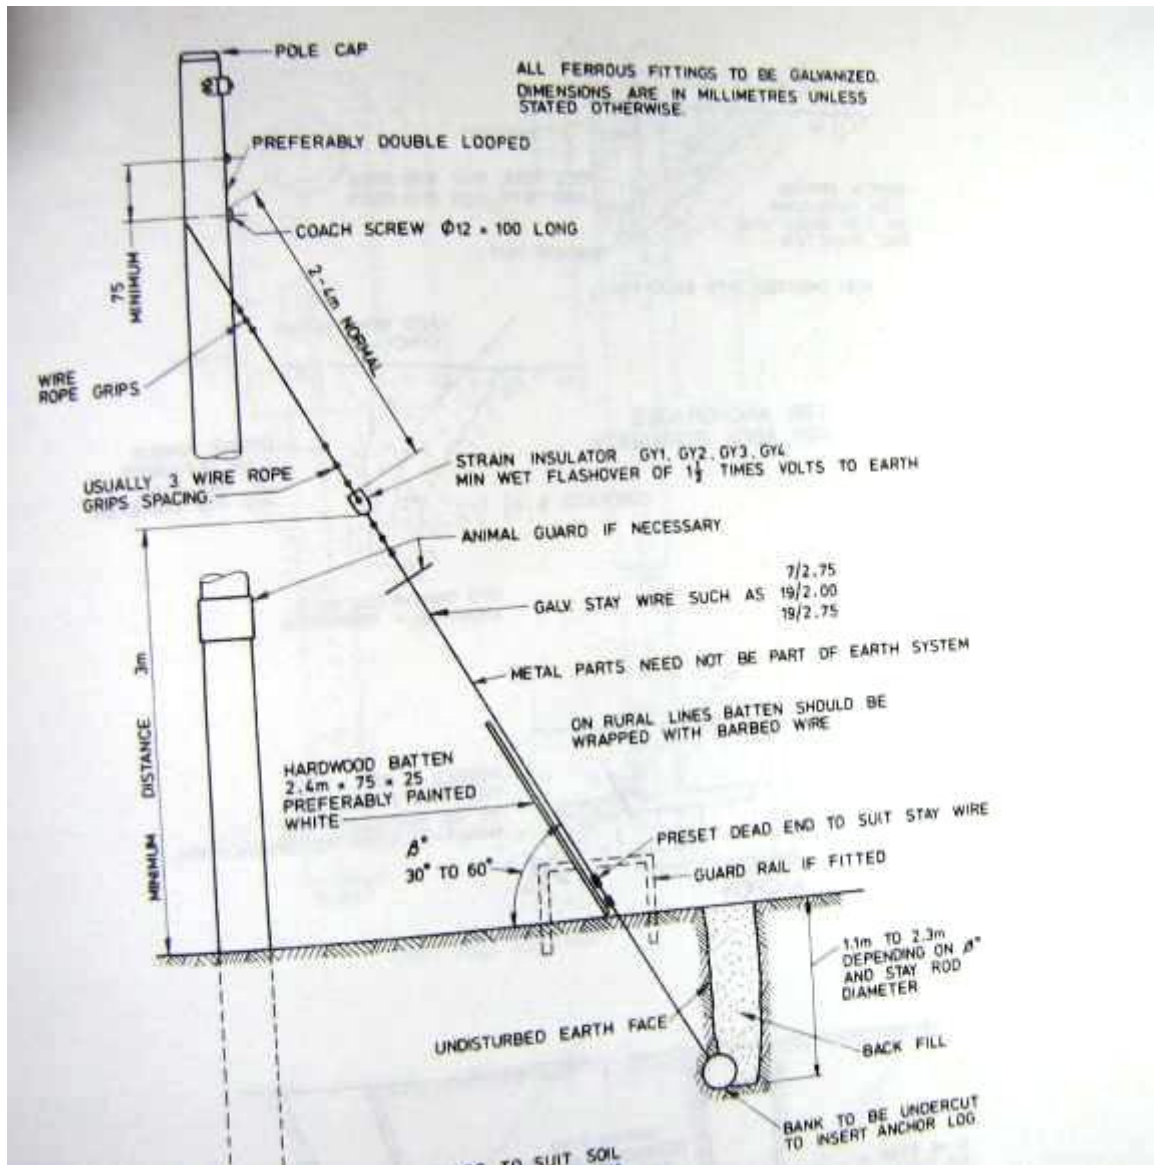 POLE CAP
ALL FERROUS FITTINGS TO BE GALVANIZED.
DIMENSIONS ARE IN MILLIMETRES UNLESS
STATED OTHERWISE.
PREFERABLY DOUBLE LOOPED
COACH SCREW Φ12 × 100 LONG
75
MINIMUM
2-4m NORMAL
WIRE
ROPE GRIPS
STRAIN INSULATOR GY1, GY2, GY3, GY4
MIN WET FLASHOVER OF 1½ TIMES VOLTS TO EARTH
USUALLY 3 WIRE ROPE
GRIPS SPACING.
ANIMAL GUARD IF NECESSARY
7/2.75
GALV. STAY WIRE SUCH AS 19/2.00
19/2.75
MINIMUM DISTANCE 3m
METAL PARTS NEED NOT BE PART OF EARTH SYSTEM
ON RURAL LINES BATTEN SHOULD BE
WRAPPED WITH BARBED WIRE
HARDWOOD BATTEN
2.4m × 75 × 25
PREFERABLY PAINTED
WHITE
β°
30° TO 60°
PRESET DEAD END TO SUIT STAY WIRE
GUARD RAIL IF FITTED
1.1m TO 2.3m
DEPENDING ON β°
AND STAY ROD
DIAMETER
UNDISTURBED EARTH FACE
BACK FILL
BANK TO BE UNDERCUT
TO INSERT ANCHOR LOG
TO SUIT SOIL